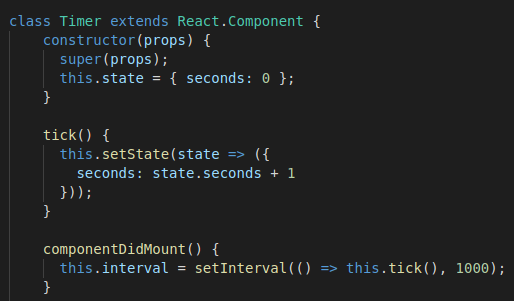 class Timer extends React.Component {
    constructor(props) {
      super(props);
      this.state = { seconds: 0 };
    }

    tick() {
      this.setState(state => ({
        seconds: state.seconds + 1
      }));
    }

    componentDidMount() {
      this.interval = setInterval(() => this.tick(), 1000);
    }